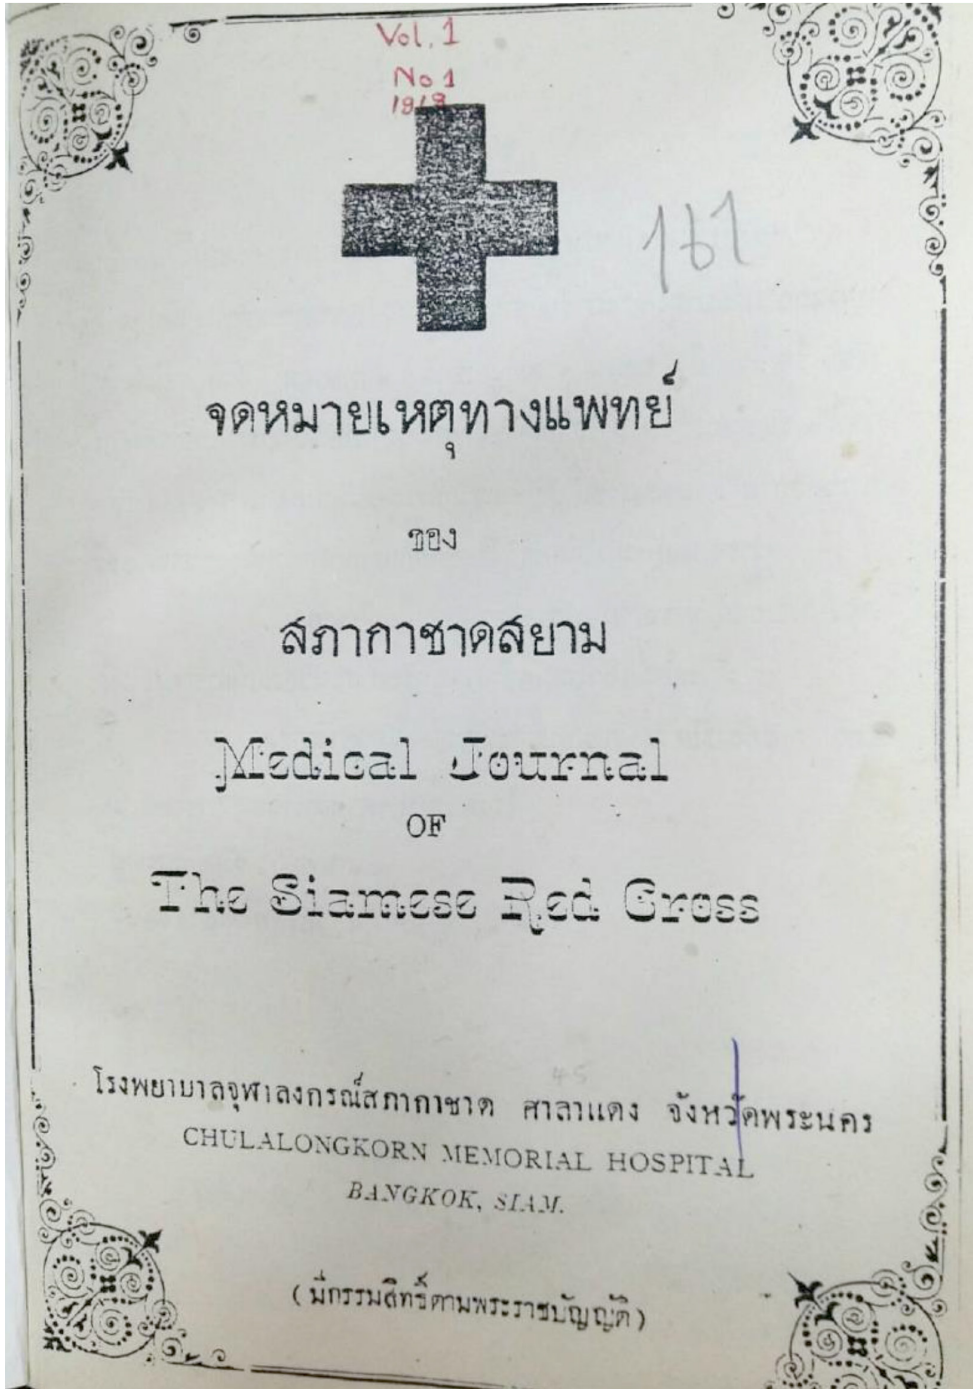 Vol. 1
No 1
1918
161
จดหมายเหตุทางแพทย์
ของ
สภากาชาดสยาม
Medical Journal
OF
The Siamese Red Cross
45
โรงพยาบาลจุฬาลงกรณ์สภากาชาด ศาลาแดง จังหวัดพระนคร
CHULALONGKORN MEMORIAL HOSPITAL
BANGKOK, SIAM.
(มีกรรมสิทธิ์ตามพระราชบัญญัติ)